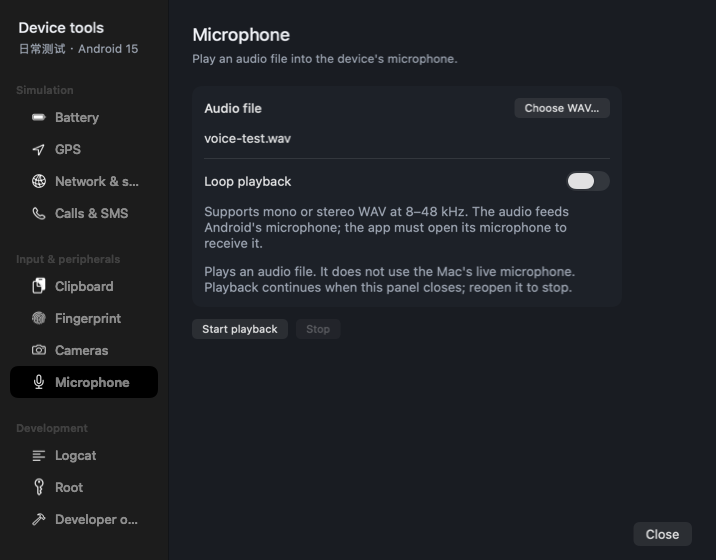 Device tools
日常测试 · Android 15
Simulation
Battery
GPS
Network & s...
Calls & SMS
Input & peripherals
Clipboard
Fingerprint
Cameras
Microphone
Development
Logcat
Root
Developer o...
Microphone
Play an audio file into the device's microphone.
Audio file
Choose WAV...
voice-test.wav
Loop playback
Supports mono or stereo WAV at 8–48 kHz. The audio feeds
Android's microphone; the app must open its microphone to
receive it.
Plays an audio file. It does not use the Mac's live microphone.
Playback continues when this panel closes; reopen it to stop.
Start playback
Stop
Close